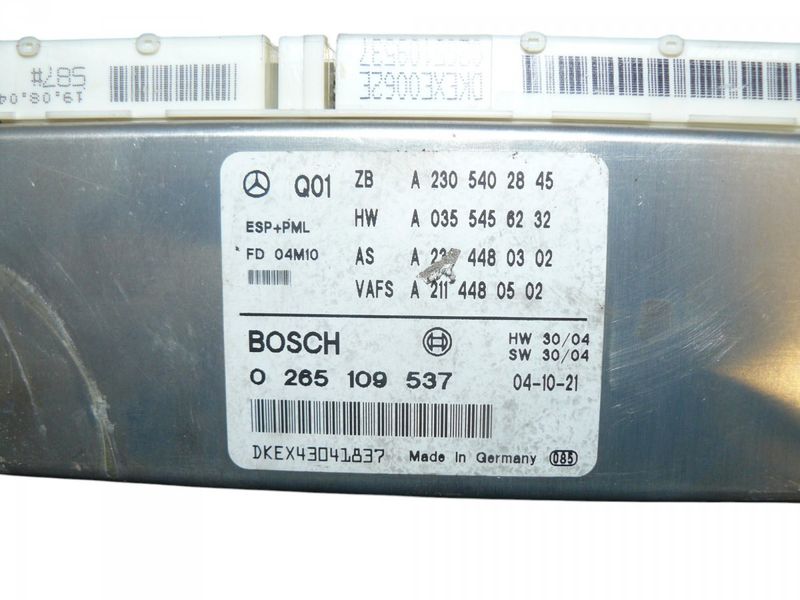 19.08.04
587#
DKEXE0062E
Q01 ZB A 230 540 28 45
ESP+PML HW A 035 545 62 32
FD 04M10 AS A 448 03 02
VAFS A 211 448 05 02
BOSCH HW 30/04
SW 30/04
0 265 109 537 04-10-21
DKEX43041837 Made in Germany 085